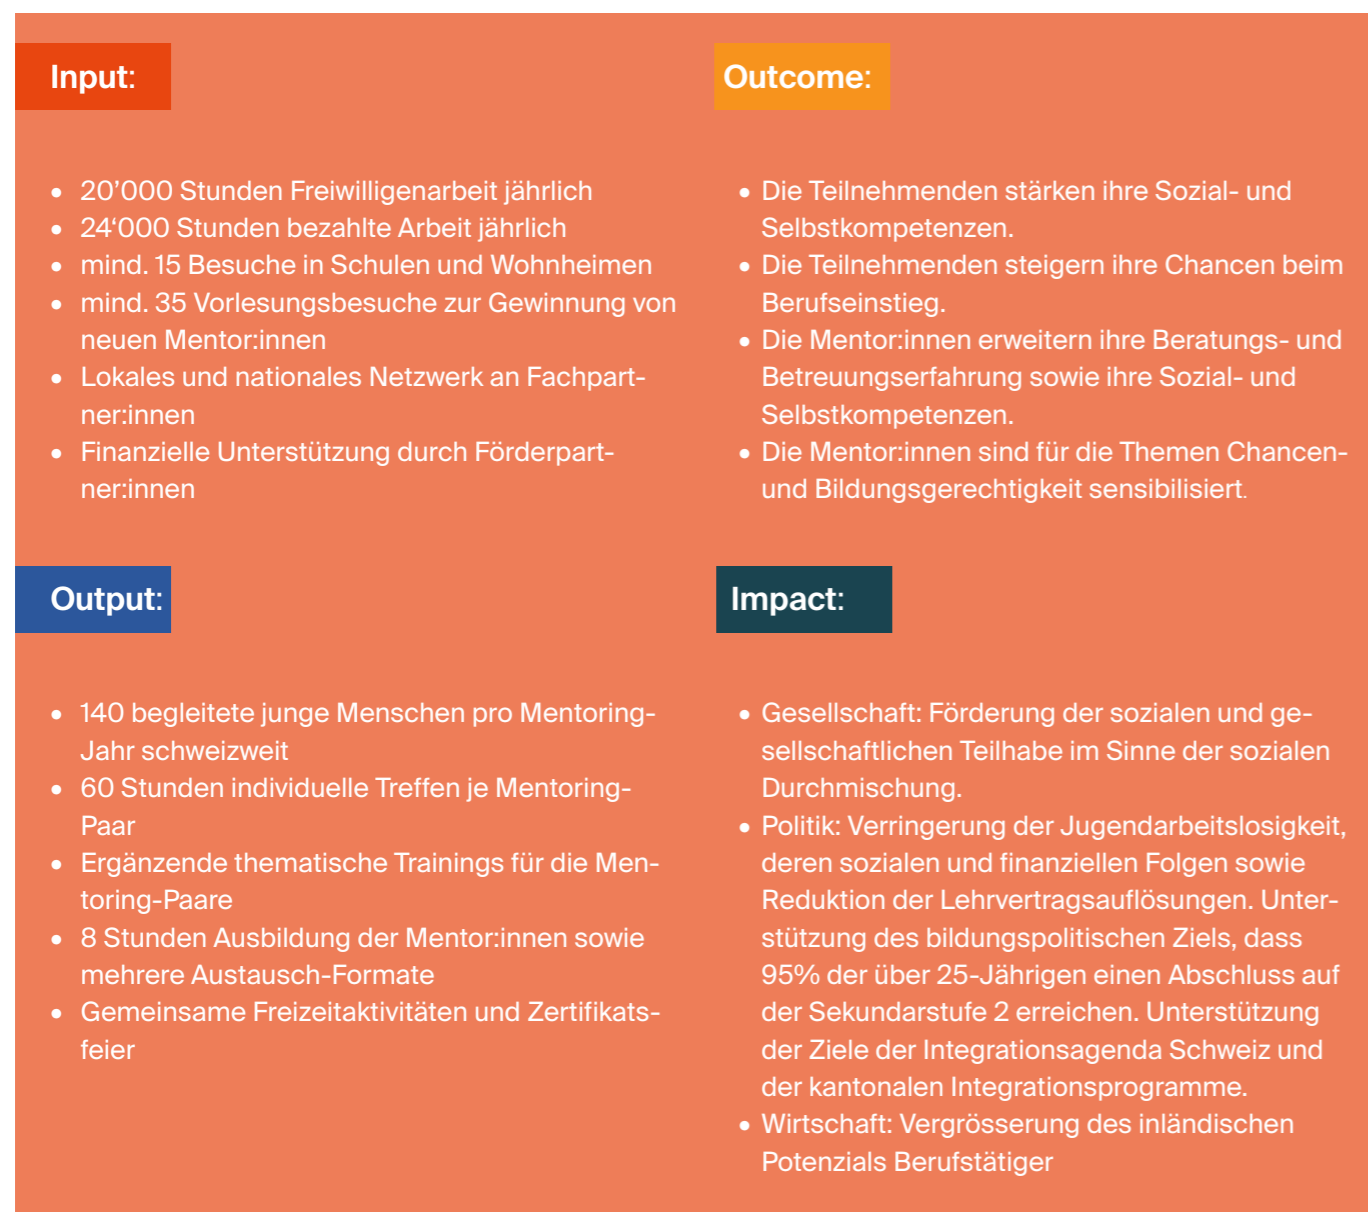 Input:
• 20’000 Stunden Freiwilligenarbeit jährlich
• 24‘000 Stunden bezahlte Arbeit jährlich
• mind. 15 Besuche in Schulen und Wohnheimen
• mind. 35 Vorlesungsbesuche zur Gewinnung von
neuen Mentor:innen
• Lokales und nationales Netzwerk an Fachpart-
ner:innen
• Finanzielle Unterstützung durch Förderpart-
ner:innen
Output:
• 140 begleitete junge Menschen pro Mentoring-
Jahr schweizweit
• 60 Stunden individuelle Treffen je Mentoring-
Paar
• Ergänzende thematische Trainings für die Men-
toring-Paare
• 8 Stunden Ausbildung der Mentor:innen sowie
mehrere Austausch-Formate
• Gemeinsame Freizeitaktivitäten und Zertifikats-
feier
Outcome:
• Die Teilnehmenden stärken ihre Sozial- und
Selbstkompetenzen.
• Die Teilnehmenden steigern ihre Chancen beim
Berufseinstieg.
• Die Mentor:innen erweitern ihre Beratungs- und
Betreuungserfahrung sowie ihre Sozial- und
Selbstkompetenzen.
• Die Mentor:innen sind für die Themen Chancen-
und Bildungsgerechtigkeit sensibilisiert.
Impact:
• Gesellschaft: Förderung der sozialen und ge-
sellschaftlichen Teilhabe im Sinne der sozialen
Durchmischung.
• Politik: Verringerung der Jugendarbeitslosigkeit,
deren sozialen und finanziellen Folgen sowie
Reduktion der Lehrvertragsauflösungen. Unter-
stützung des bildungspolitischen Ziels, dass
95% der über 25-Jährigen einen Abschluss auf
der Sekundarstufe 2 erreichen. Unterstützung
der Ziele der Integrationsagenda Schweiz und
der kantonalen Integrationsprogramme.
• Wirtschaft: Vergrösserung des inländischen
Potenzials Berufstätiger